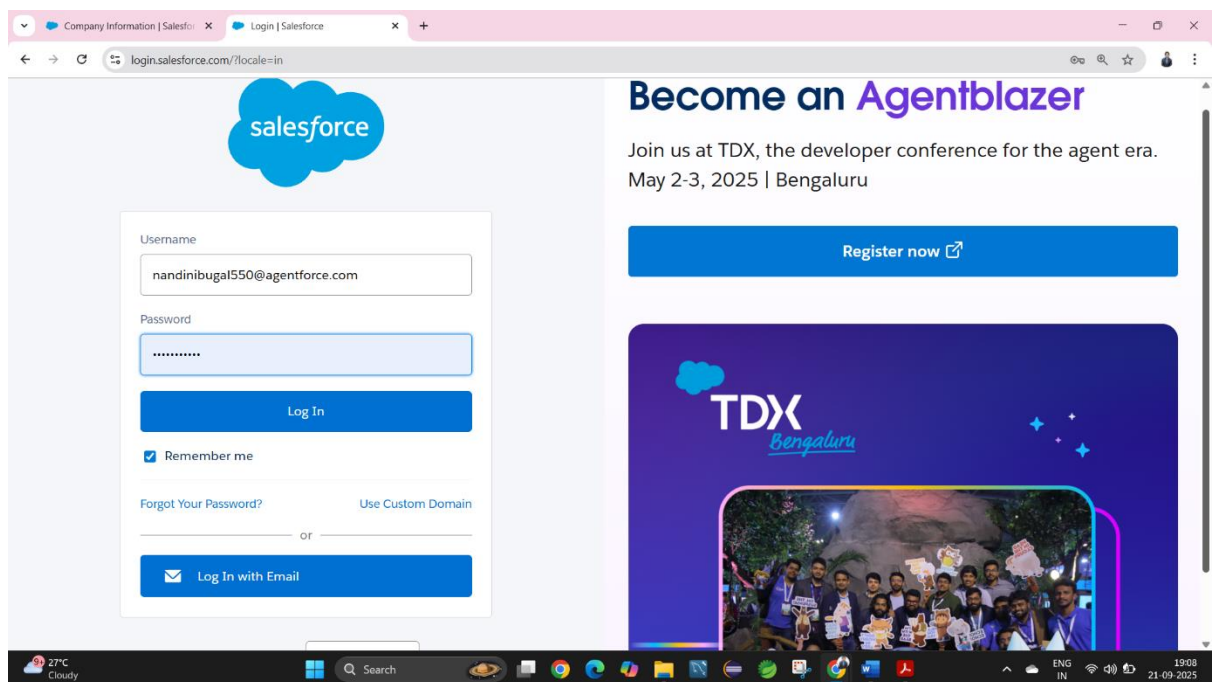 Company Information | Salesfo
Login | Salesforce
login.salesforce.com/?locale=in
salesforce
Username
nandinibugal550@agentforce.com
Password
Log In
Remember me
Forgot Your Password?
Use Custom Domain
or
Log In with Email
Become an Agentblazer
Join us at TDX, the developer conference for the agent era.
May 2-3, 2025 | Bengaluru
Register now
TDX
Bengaluru
9+
27°C
Cloudy
Search
ENG
IN
19:08
21-09-2025